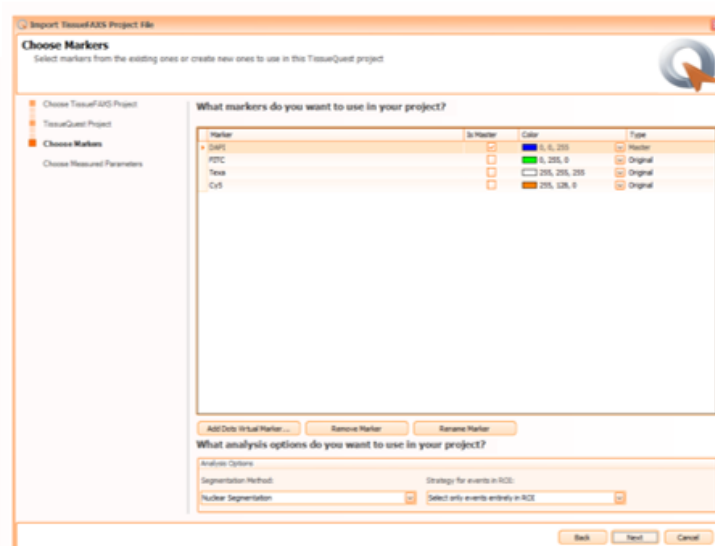 Import TissueFAXS Project File
Choose Markers
Select markers from the existing ones or create new ones to use in this TissueQuest project
Choose TissueFAXS Project
TissueQuest Project
Choose Markers
Choose Measured Parameters
What markers do you want to use in your project?
Marker Is Master Color Type
DAPI 0, 0, 255 Master
FITC 0, 255, 0 Original
Texa 255, 255, 255 Original
Cy5 255, 128, 0 Original
Add Dots Virtual Marker... Remove Marker Rename Marker
What analysis options do you want to use in your project?
Analysis Options
Segmentation Method: Strategy for events in ROI:
Nuclear Segmentation Select only events entirely in ROI
Back Next Cancel